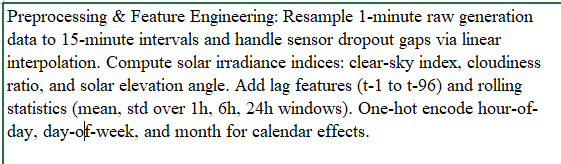 Preprocessing & Feature Engineering: Resample 1-minute raw generation
data to 15-minute intervals and handle sensor dropout gaps via linear
interpolation. Compute solar irradiance indices: clear-sky index, cloudiness
ratio, and solar elevation angle. Add lag features (t-1 to t-96) and rolling
statistics (mean, std over 1h, 6h, 24h windows). One-hot encode hour-of-
day, day-of-week, and month for calendar effects.